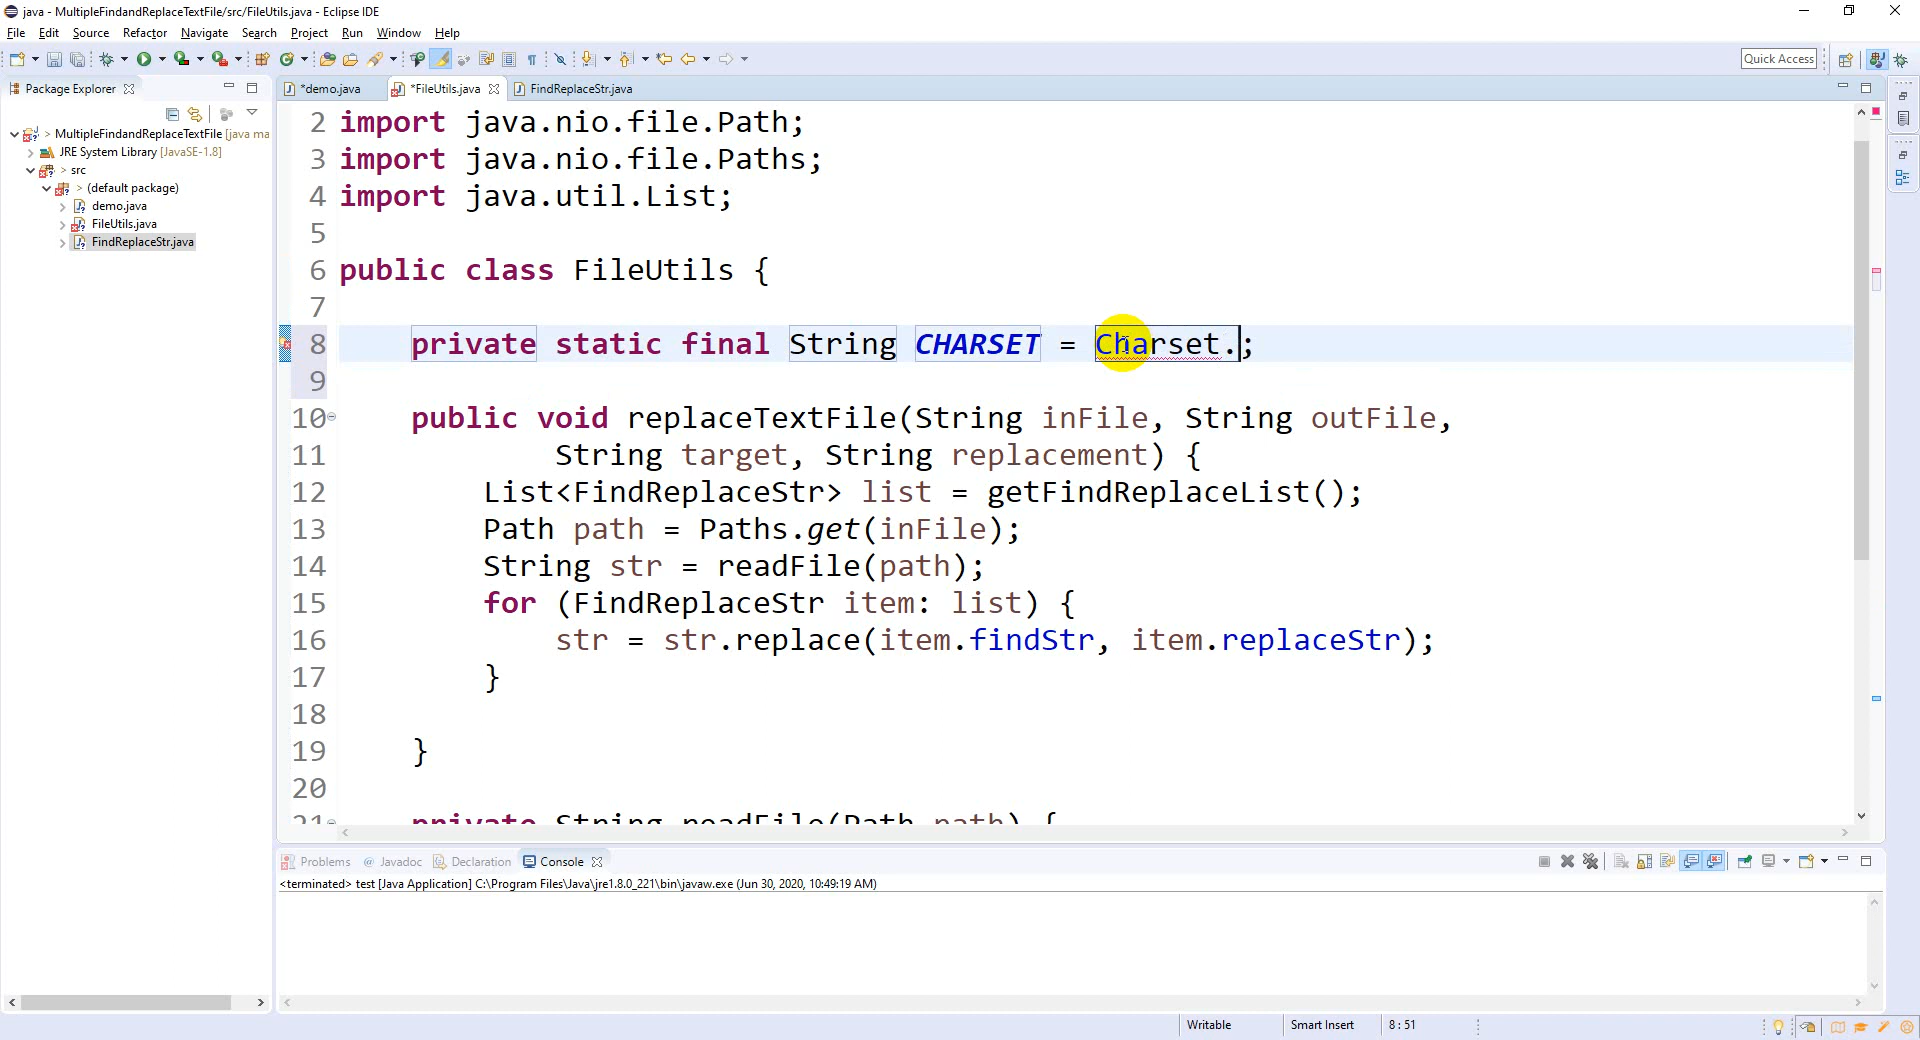 java - MultipleFindandReplaceTextFile/src/FileUtils.java - Eclipse IDE
File Edit Source Refactor Navigate Search Project Run Window Help
Quick Access
Package Explorer
*demo.java *FileUtils.java FindReplaceStr.java
> MultipleFindandReplaceTextFile [java ma
JRE System Library [JavaSE-1.8]
> src
> (default package)
demo.java
FileUtils.java
FindReplaceStr.java
2 import java.nio.file.Path;
3 import java.nio.file.Paths;
4 import java.util.List;
5
6 public class FileUtils {
7
8 private static final String CHARSET = Charset.;
9
10 public void replaceTextFile(String inFile, String outFile,
11 String target, String replacement) {
12 List<FindReplaceStr> list = getFindReplaceList();
13 Path path = Paths.get(inFile);
14 String str = readFile(path);
15 for (FindReplaceStr item: list) {
16 str = str.replace(item.findStr, item.replaceStr);
17 }
18
19 }
20
21 private String readFile(Path path) {
Problems Javadoc Declaration Console
<terminated> test [Java Application] C:\Program Files\Java\jre1.8.0_221\bin\javaw.exe (Jun 30, 2020, 10:49:19 AM)
Writable Smart Insert 8 : 51